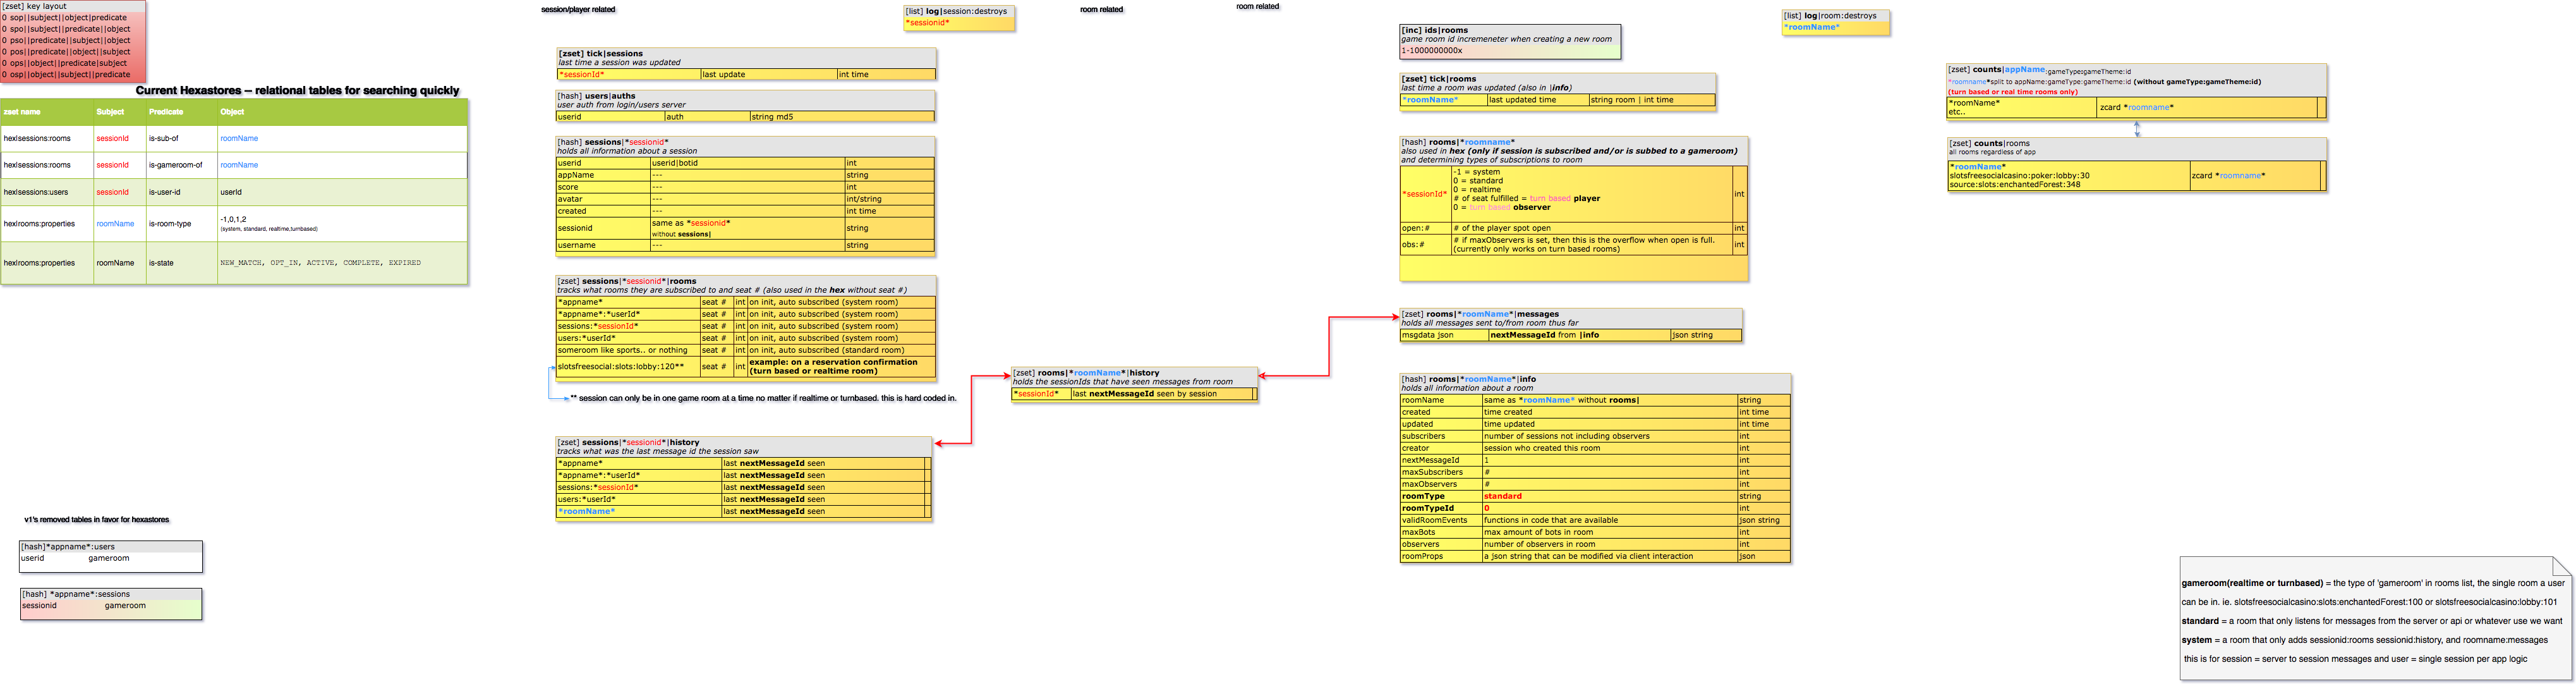 [zset] key layout
0 sop||subject||object|predicate
0 spo||subject||predicate||object
0 pso||predicate||subject||object
0 pos||predicate||object||subject
0 ops||object||predicate|subject
0 osp||object||subject||predicate
Current Hexastores -- relational tables for searching quickly
zset name Subject Predicate Object
hex|sessions:rooms sessionId is-sub-of roomName
hex|sessions:rooms sessionId is-gameroom-of roomName
hex|sessions:users sessionId is-user-id userId
hex|rooms:properties roomName is-room-type -1,0,1,2
(system, standard, realtime,turnbased)
hex|rooms:properties roomName is-state NEW_MATCH, OPT_IN, ACTIVE, COMPLETE, EXPIRED
v1's removed tables in favor for hexastores
[hash]*appname*:users
userid gameroom
[hash] *appname*:sessions
sessionid gameroom
session/player related
[list] log|session:destroys
*sessionid*
[zset] tick|sessions
last time a session was updated
*sessionId* last update int time
[hash] users|auths
user auth from login/users server
userid auth string md5
[hash] sessions|*sessionid*
holds all information about a session
userid userid|botid int
appName --- string
score --- int
avatar --- int/string
created --- int time
sessionid same as *sessionid* string
without sessions|
username --- string
[zset] sessions|*sessionid*|rooms
tracks what rooms they are subscribed to and seat # (also used in the hex without seat #)
*appname* seat # int on init, auto subscribed (system room)
*appname*:*userId* seat # int on init, auto subscribed (system room)
sessions:*sessionId* seat # int on init, auto subscribed (system room)
users:*userId* seat # int on init, auto subscribed (system room)
someroom like sports.. or nothing seat # int on init, auto subscribed (standard room)
slotsfreesocial:slots:lobby:120** seat # int example: on a reservation confirmation
(turn based or realtime room)
** session can only be in one game room at a time no matter if realtime or turnbased. this is hard coded in.
[zset] sessions|*sessionid*|history
tracks what was the last message id the session saw
*appname* last nextMessageId seen
*appname*:*userId* last nextMessageId seen
sessions:*sessionId* last nextMessageId seen
users:*userId* last nextMessageId seen
*roomName* last nextMessageId seen
room related
[zset] rooms|*roomName*|history
holds the sessionIds that have seen messages from room
*sessionId* last nextMessageId seen by session
room related
[inc] ids|rooms
game room id incremeneter when creating a new room
1-1000000000x
[zset] tick|rooms
last time a room was updated (also in |info)
*roomName* last updated time string room | int time
[hash] rooms|*roomname*
also used in hex (only if session is subscribed and/or is subbed to a gameroom)
and determining types of subscriptions to room
*sessionId* -1 = system int
0 = standard
0 = realtime
# of seat fulfilled = turn based player
0 = turn based observer
open:# # of the player spot open int
obs:# # if maxObservers is set, then this is the overflow when open is full. int
(currently only works on turn based rooms)
[zset] rooms|*roomName*|messages
holds all messages sent to/from room thus far
msgdata json nextMessageId from |info json string
[hash] rooms|*roomName*|info
holds all information about a room
roomName same as *roomName* without rooms| string
created time created int time
updated time updated int time
subscribers number of sessions not including observers int
creator session who created this room int
nextMessageId 1 int
maxSubscribers # int
maxObservers # int
roomType standard string
roomTypeId 0 int
validRoomEvents functions in code that are available json string
maxBots max amount of bots in room int
observers number of observers in room int
roomProps a json string that can be modified via client interaction json
[list] log|room:destroys
*roomName*
[zset] counts|appName:gameType:gameTheme:id
*roomname*split to appName:gameType:gameTheme:id (without gameType:gameTheme:id)
(turn based or real time rooms only)
*roomName* zcard *roomname*
etc..
[zset] counts|rooms
all rooms regardless of app
*roomName*
slotsfreesocialcasino:poker:lobby:30 zcard *roomname*
source:slots:enchantedForest:348
gameroom(realtime or turnbased) = the type of 'gameroom' in rooms list, the single room a user
can be in. ie. slotsfreesocialcasino:slots:enchantedForest:100 or slotsfreesocialcasino:lobby:101
standard = a room that only listens for messages from the server or api or whatever use we want
system = a room that only adds sessionid:rooms sessionid:history, and roomname:messages
this is for session = server to session messages and user = single session per app logic